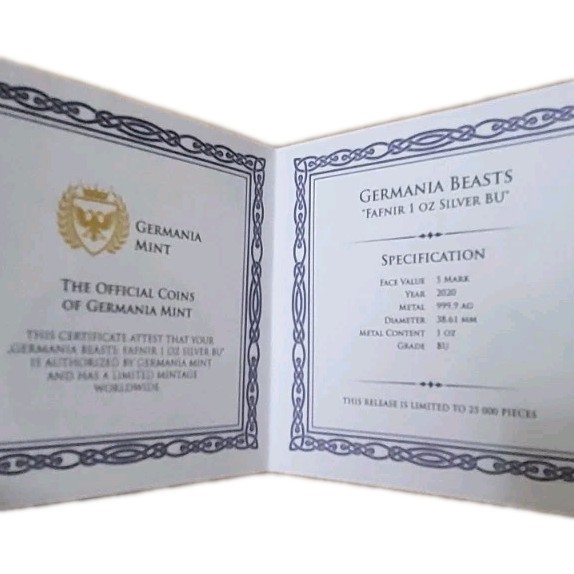 GERMANIA
MINT
THE OFFICIAL COINS
OF GERMANIA MINT
THIS CERTIFICATE ATTEST THAT YOUR
„GERMANIA BEASTS: FAFNIR 1 OZ SILVER BU"
IS AUTHORIZED BY GERMANIA MINT
AND HAS A LIMITED MINTAGE
WORLDWIDE
GERMANIA BEASTS
"FAFNIR 1 OZ SILVER BU"
SPECIFICATION
FACE VALUE 5 MARK
YEAR 2020
METAL 999.9 AG
DIAMETER 38.61 MM
METAL CONTENT 1 OZ
GRADE BU
THIS RELEASE IS LIMITED TO 25 000 PIECES